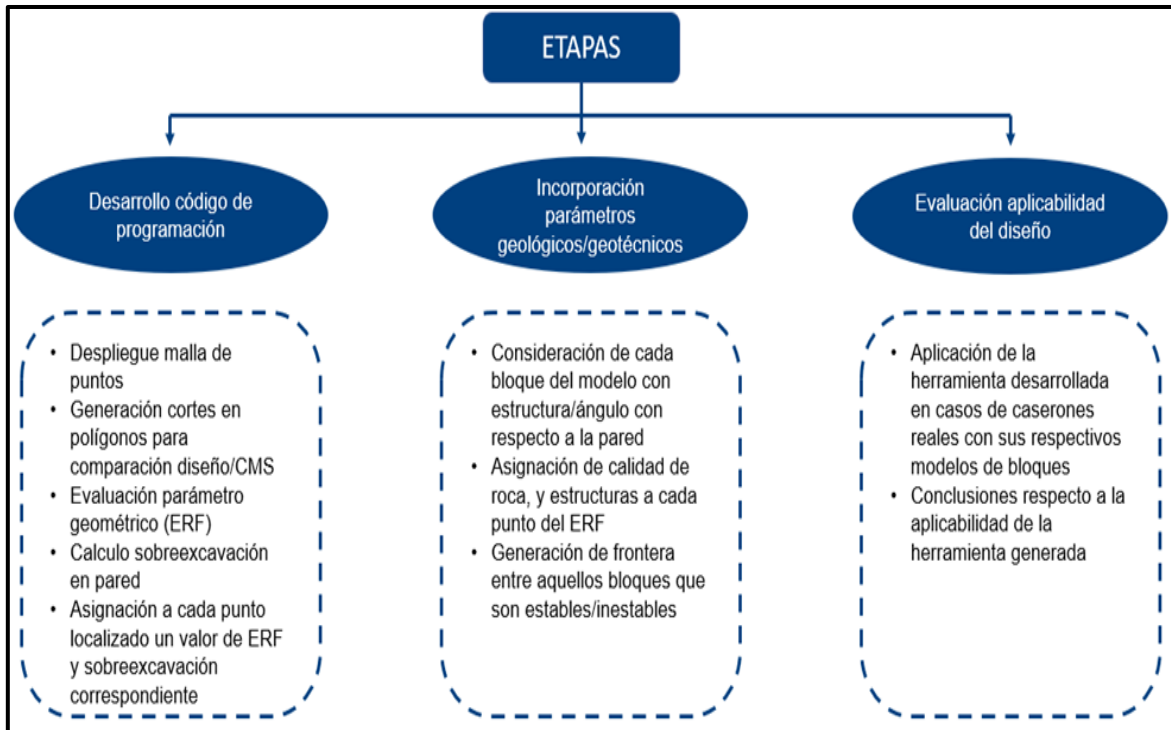 ETAPAS
Desarrollo código de
programación
• Despliegue malla de
puntos
• Generación cortes en
polígonos para
comparación diseño/CMS
• Evaluación parámetro
geométrico (ERF)
• Calculo sobreexcavación
en pared
• Asignación a cada punto
localizado un valor de ERF
y sobreexcavación
correspondiente
Incorporación
parámetros
geológicos/geotécnicos
• Consideración de cada
bloque del modelo con
estructura/ángulo con
respecto a la pared
• Asignación de calidad de
roca, y estructuras a cada
punto del ERF
• Generación de frontera
entre aquellos bloques que
son estables/inestables
Evaluación aplicabilidad
del diseño
• Aplicación de la
herramienta desarrollada
en casos de caserones
reales con sus respectivos
modelos de bloques
• Conclusiones respecto a la
aplicabilidad de la
herramienta generada